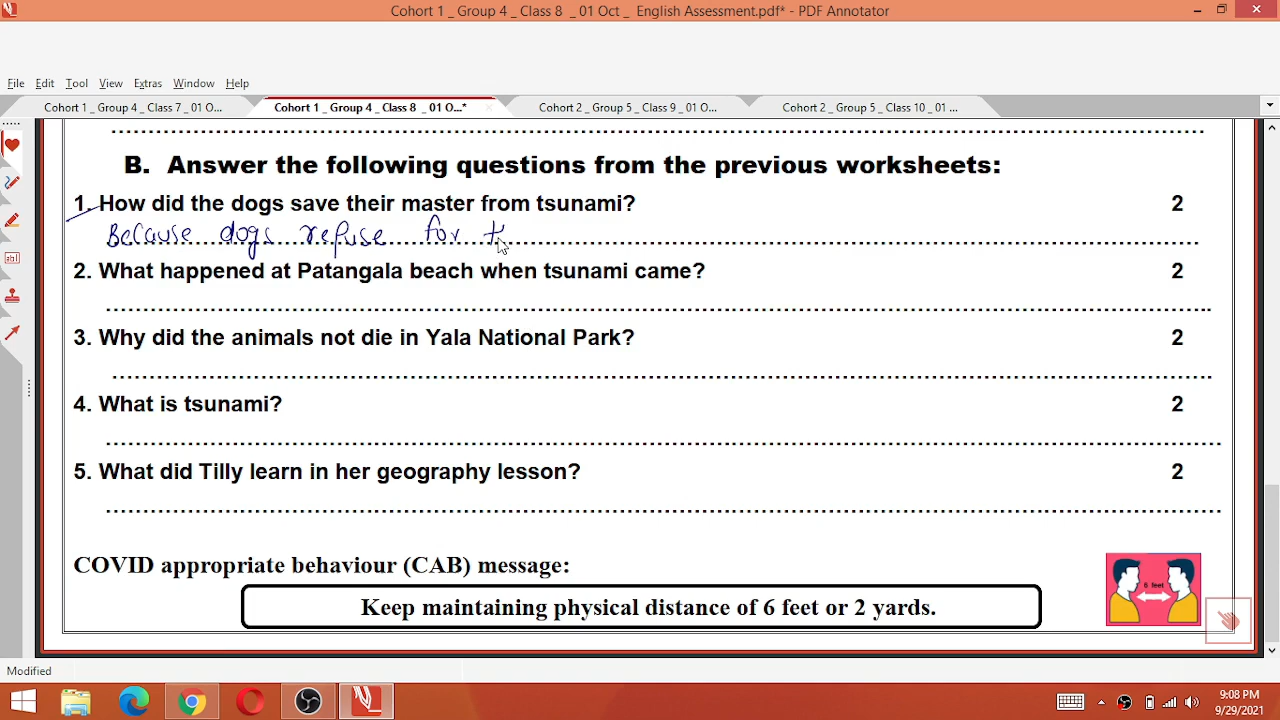 Cohort 1 _ Group 4 _ Class 8 _ 01 Oct _ English Assessment.pdf* - PDF Annotator
File Edit Tool View Extras Window Help
Cohort 1 _ Group 4 _ Class 7 _ 01 O... Cohort 1 _ Group 4 _ Class 8 _ 01 O...* Cohort 2 _ Group 5 _ Class 9 _ 01 O... Cohort 2 _ Group 5 _ Class 10 _ 01 ...
B. Answer the following questions from the previous worksheets:
1. How did the dogs save their master from tsunami? 2
Because dogs refuse for t
2. What happened at Patangala beach when tsunami came? 2
3. Why did the animals not die in Yala National Park? 2
4. What is tsunami? 2
5. What did Tilly learn in her geography lesson? 2
COVID appropriate behaviour (CAB) message:
6 feet
Keep maintaining physical distance of 6 feet or 2 yards.
Modified
9:08 PM
9/29/2021